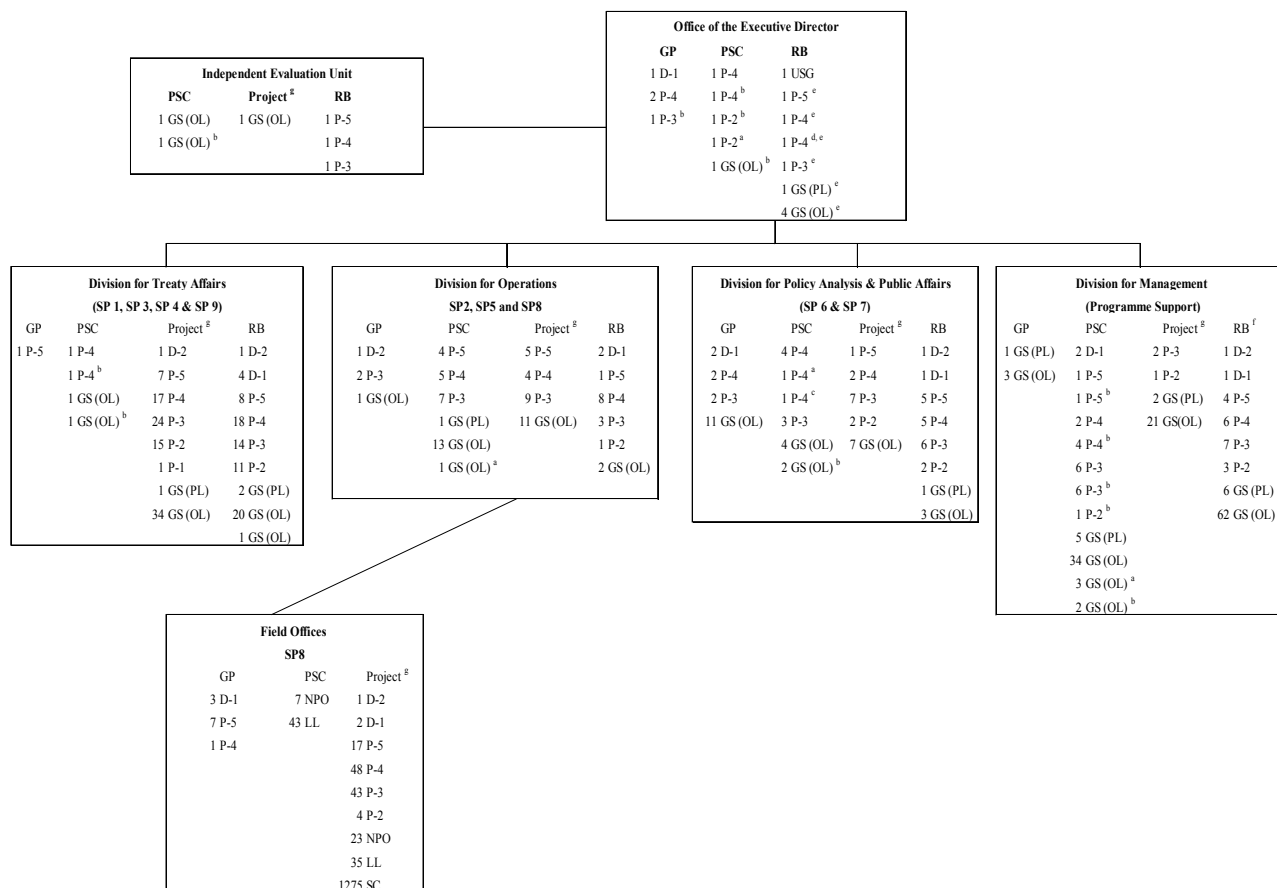 Office of the Executive Director
GP PSC RB
1 D-1 1 P-4 1 USG
2 P-4 1 P-4 b 1 P-5 e
1 P-3 b 1 P-2 b 1 P-4 e
1 P-2 a 1 P-4 d, e
1 GS (OL) b 1 P-3 e
1 GS (PL) e
4 GS (OL) e
Independent Evaluation Unit
PSC Project g RB
1 GS (OL) 1 GS (OL) 1 P-5
1 GS (OL) b 1 P-4
1 P-3
Division for Treaty Affairs
(SP 1, SP 3, SP 4 & SP 9)
GP PSC Project g RB
1 P-5 1 P-4 1 D-2 1 D-2
1 P-4 b 7 P-5 4 D-1
1 GS (OL) 17 P-4 8 P-5
1 GS (OL) b 24 P-3 18 P-4
15 P-2 14 P-3
1 P-1 11 P-2
1 GS (PL) 2 GS (PL)
34 GS (OL) 20 GS (OL)
1 GS (OL)
Division for Operations
SP2, SP5 and SP8
GP PSC Project g RB
1 D-2 4 P-5 5 P-5 2 D-1
2 P-3 5 P-4 4 P-4 1 P-5
1 GS (OL) 7 P-3 9 P-3 8 P-4
1 GS (PL) 11 GS (OL) 3 P-3
13 GS (OL) 1 P-2
1 GS (OL) a 2 GS (OL)
Division for Policy Analysis & Public Affairs
(SP 6 & SP 7)
GP PSC Project g RB
2 D-1 4 P-4 1 P-5 1 D-2
2 P-4 1 P-4 a 2 P-4 1 D-1
2 P-3 1 P-4 c 7 P-3 5 P-5
11 GS (OL) 3 P-3 2 P-2 5 P-4
4 GS (OL) 7 GS (OL) 6 P-3
2 GS (OL) b 2 P-2
1 GS (PL)
3 GS (OL)
Division for Management
(Programme Support)
GP PSC Project g RB f
1 GS (PL) 2 D-1 2 P-3 1 D-2
3 GS (OL) 1 P-5 1 P-2 1 D-1
1 P-5 b 2 GS (PL) 4 P-5
2 P-4 21 GS(OL) 6 P-4
4 P-4 b 7 P-3
6 P-3 3 P-2
6 P-3 b 6 GS (PL)
1 P-2 b 62 GS (OL)
5 GS (PL)
34 GS (OL)
3 GS (OL) a
2 GS (OL) b
Field Offices
SP8
GP PSC Project g
3 D-1 7 NPO 1 D-2
7 P-5 43 LL 2 D-1
1 P-4 17 P-5
48 P-4
43 P-3
4 P-2
23 NPO
35 LL
1275 SC